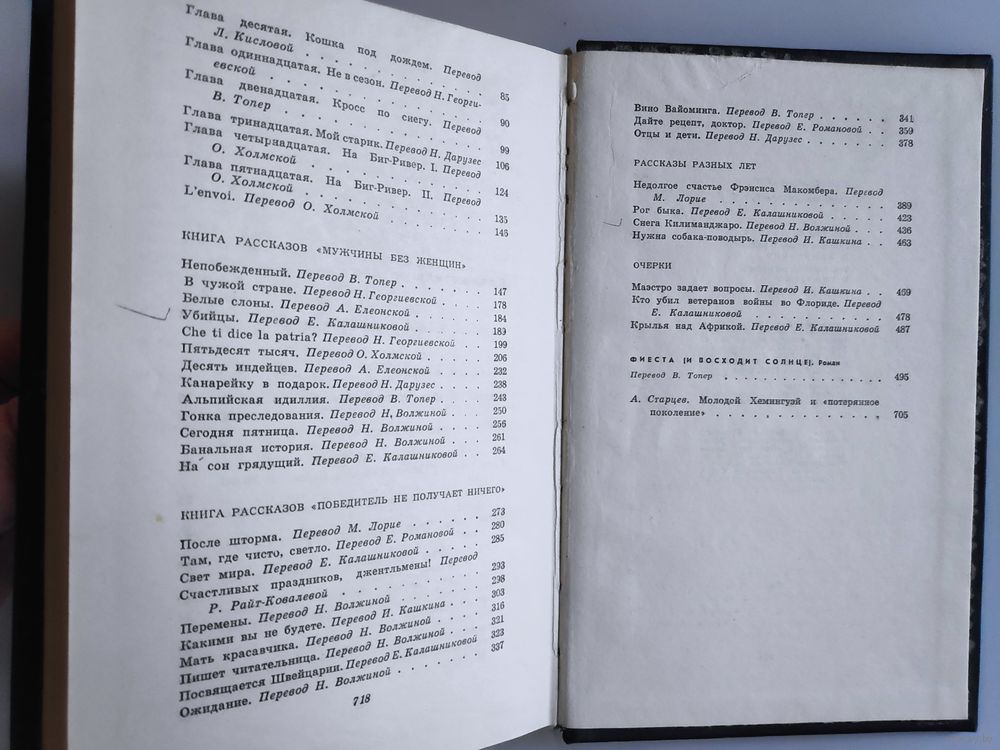 Глава десятая. Кошка под дождем. Перевод
Л. Кисловой . . . . . . . . . 85
Глава одиннадцатая. Не в сезон. Перевод Н. Георги-
евской . . . . . . . . . . . 90
Глава двенадцатая. Кросс по снегу. Перевод
В. Топер . . . . . . . . . . 99
Глава тринадцатая. Мой старик. Перевод Н. Дарузес 106
Глава четырнадцатая. На Биг-Ривер. I. Перевод
О. Холмской . . . . . . . . . 124
Глава пятнадцатая. На Биг-Ривер. II. Перевод
О. Холмской . . . . . . . . . 135
L'envoi. Перевод О. Холмской . . . . . . 146
КНИГА РАССКАЗОВ «МУЖЧИНЫ БЕЗ ЖЕНЩИН»
Непобежденный. Перевод В. Топер . . . . . 147
В чужой стране. Перевод Н. Георгиевской . . . 178
Белые слоны. Перевод А. Елеонской . . . . 184
Убийцы. Перевод Е. Калашниковой . . . . 189
Che ti dice la patria? Перевод Н. Георгиевской . . 199
Пятьдесят тысяч. Перевод О. Холмской . . . . 206
Десять индейцев. Перевод А. Елеонской . . . 232
Канарейку в подарок. Перевод Н. Дарузес . . . 238
Альпийская идиллия. Перевод В. Топер . . . 243
Гонка преследования. Перевод Н. Волжиной . . . 250
Сегодня пятница. Перевод Н. Волжиной . . . 256
Банальная история. Перевод Н. Волжиной . . . 261
На сон грядущий. Перевод Е. Калашниковой . . . 264
КНИГА РАССКАЗОВ «ПОБЕДИТЕЛЬ НЕ ПОЛУЧАЕТ НИЧЕГО»
После шторма. Перевод М. Лорие . . . . . 273
Там, где чисто, светло. Перевод Е. Романовой . . 280
Свет мира. Перевод Е. Калашниковой . . . . 285
Счастливых праздников, джентльмены! Перевод
Р. Райт-Ковалевой . . . . . . . . 293
Перемены. Перевод Н. Волжиной . . . . . 298
Какими вы не будете. Перевод И. Кашкина . . . 303
Мать красавчика. Перевод Н. Волжиной . . . 316
Пишет читательница. Перевод Н. Волжиной . . . 321
Посвящается Швейцарии. Перевод Е. Калашниковой 323
Ожидание. Перевод Н. Волжиной . . . . . 337
718
Вино Вайоминга. Перевод В. Топер . . . . . 341
Дайте рецепт, доктор. Перевод Е. Романовой . . 359
Отцы и дети. Перевод Н. Дарузес . . . . . 378
РАССКАЗЫ РАЗНЫХ ЛЕТ
Недолгое счастье Фрэнсиса Макомбера. Перевод
М. Лорие . . . . . . . . . . 389
Рог быка. Перевод Е. Калашниковой . . . . . 423
Снега Килиманджаро. Перевод Н. Волжиной . . . 436
Нужна собака-поводырь. Перевод И. Кашкина . . 463
ОЧЕРКИ
Маэстро задает вопросы. Перевод И. Кашкина . . 469
Кто убил ветеранов войны во Флориде. Перевод
Е. Калашниковой . . . . . . . . 478
Крылья над Африкой. Перевод Е. Калашниковой 487
ФИЕСТА (И ВОСХОДИТ СОЛНЦЕ). Роман
Перевод В. Топер . . . . . . . . . 495
А. Старцев. Молодой Хемингуэй и «потерянное
поколение» . . . . . . . . . . 705